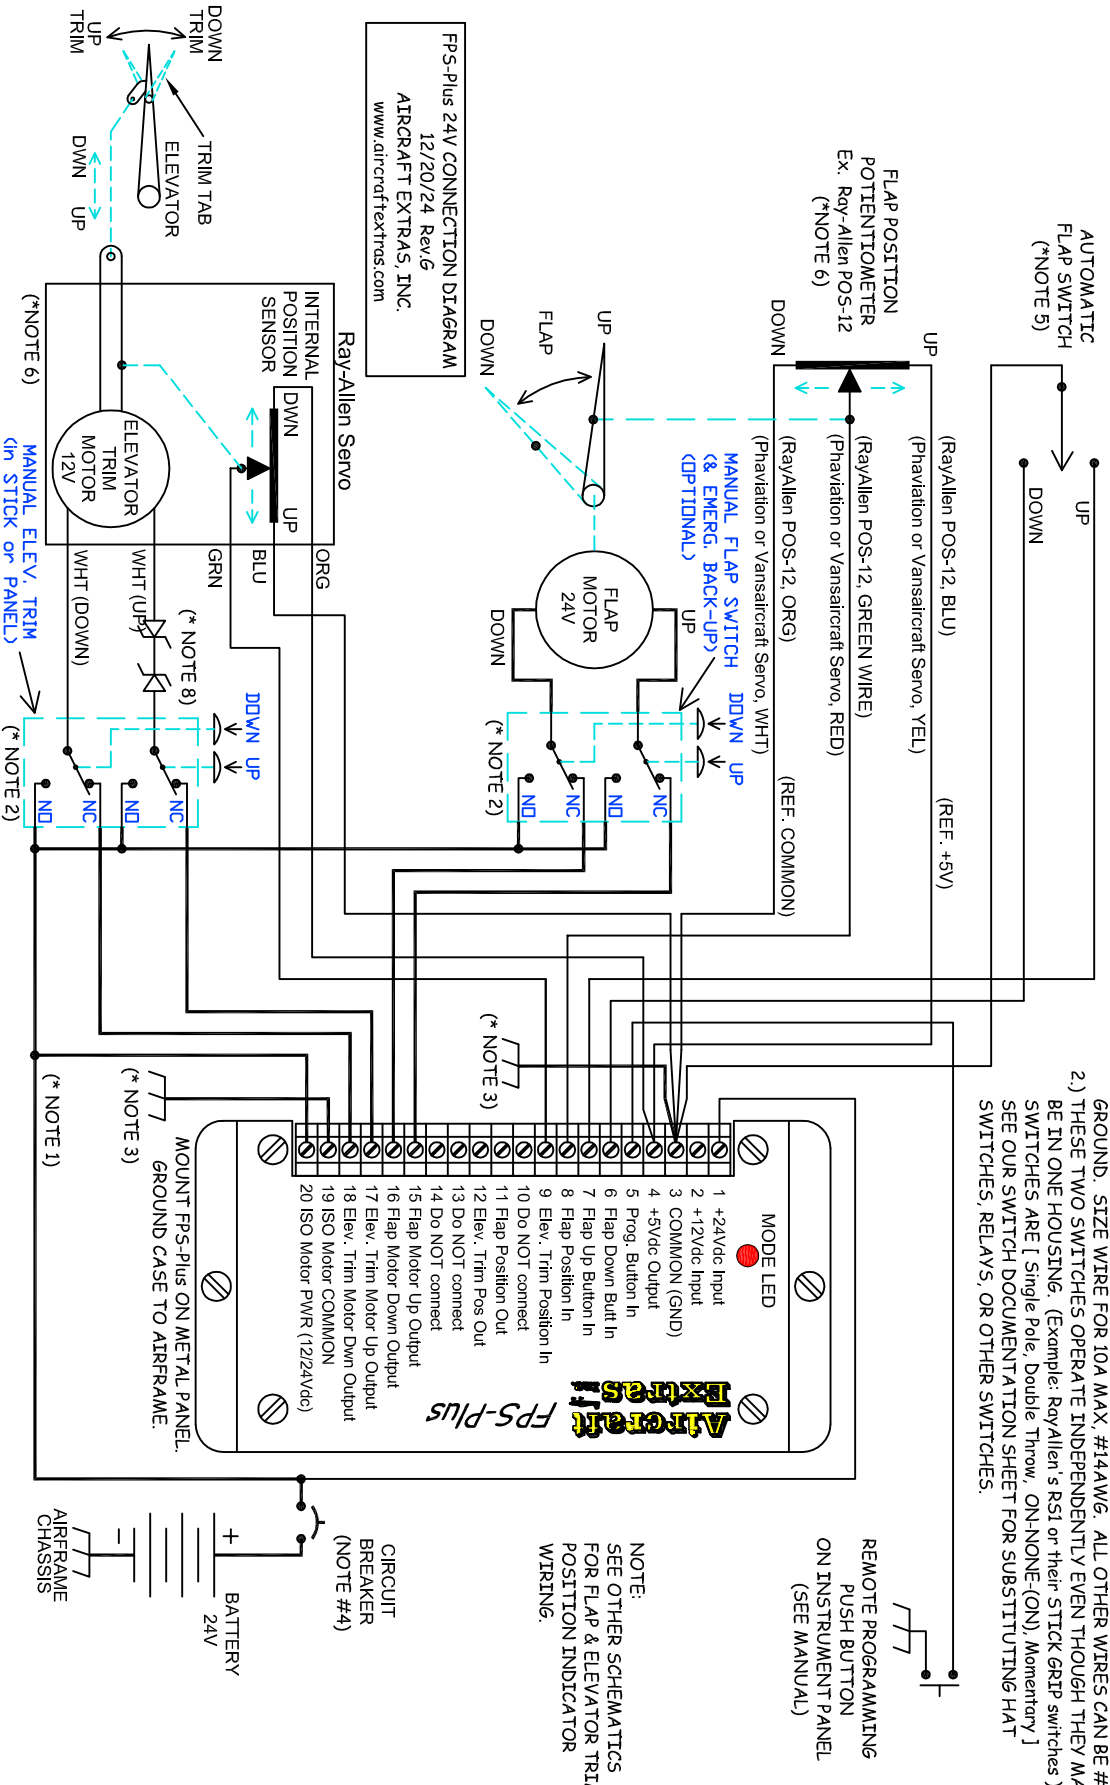 GROUND. SIZE WIRE FOR 10A MAX. #14AWG. ALL OTHER WIRES CAN BE #
2.) THESE TWO SWITCHES OPERATE INDEPENDENTLY EVEN THOUGH THEY MA
BE IN ONE HOUSING. (Example: RayAllen's RS1 or their STICK GRIP switches )
SWITCHES ARE [ Single Pole, Double Throw, ON-NONE-(ON), Momentary ]
SEE OUR SWITCH DOCUMENTATION SHEET FOR SUBSTITUTING HAT
SWITCHES, RELAYS, OR OTHER SWITCHES.
AUTOMATIC
FLAP SWITCH
(*NOTE 5)
UP
DOWN
FLAP POSITION
POTIENTIOMETER
Ex. Ray-Allen POS-12
(*NOTE 6)
UP
DOWN
(RayAllen POS-12, BLU)
(Phaviation or Vansaircraft Servo, YEL)
(REF. +5V)
(RayAllen POS-12, GREEN WIRE)
(Phaviation or Vansaircraft Servo, RED)
(RayAllen POS-12, ORG)
(Phaviation or Vansaircraft Servo, WHT)
(REF. COMMON)
MANUAL FLAP SWITCH
(& EMERG. BACK-UP)
(OPTIONAL)
DOWN UP
UP
FLAP
DOWN
FLAP
MOTOR
24V
UP
DOWN
NC
NO
NC
NO
(* NOTE 2)
FPS-Plus 24V CONNECTION DIAGRAM
12/20/24 Rev.G
AIRCRAFT EXTRAS, INC.
www.aircraftextras.com
DOWN
TRIM
UP
TRIM
TRIM TAB
ELEVATOR
DWN UP
Ray-Allen Servo
INTERNAL
POSITION
SENSOR
DWN
UP
ORG
BLU
GRN
ELEVATOR
TRIM
MOTOR
12V
(*NOTE 6)
WHT (UP)
WHT (DOWN)
(* NOTE 8)
MANUAL ELEV. TRIM
(in STICK or PANEL)
DOWN UP
NC
NO
NC
NO
(* NOTE 2)
(* NOTE 3)
(* NOTE 3)
(* NOTE 1)
MODE LED
1 +24Vdc Input
2 +12Vdc Input
3 COMMON (GND)
4 +5Vdc Output
5 Prog. Button In
6 Flap Down Butt In
7 Flap Up Button In
8 Flap Position In
9 Elev. Trim Position In
10 Do NOT connect
11 Flap Position Out
12 Elev. Trim Pos Out
13 Do NOT connect
14 Do NOT connect
15 Flap Motor Up Output
16 Flap Motor Down Output
17 Elev. Trim Motor Up Output
18 Elev. Trim Motor Dwn Output
19 ISO Motor COMMON
20 ISO Motor PWR (12/24Vdc)
Aircraft
Extras
FPS-Plus
MOUNT FPS-Plus ON METAL PANEL.
GROUND CASE TO AIRFRAME.
REMOTE PROGRAMMING
PUSH BUTTON
ON INSTRUMENT PANEL
(SEE MANUAL)
NOTE:
SEE OTHER SCHEMATICS
FOR FLAP & ELEVATOR TRI
POSITION INDICATOR
WIRING.
CIRCUIT
BREAKER
(NOTE #4)
+
BATTERY
24V
-
AIRFRAME
CHASSIS